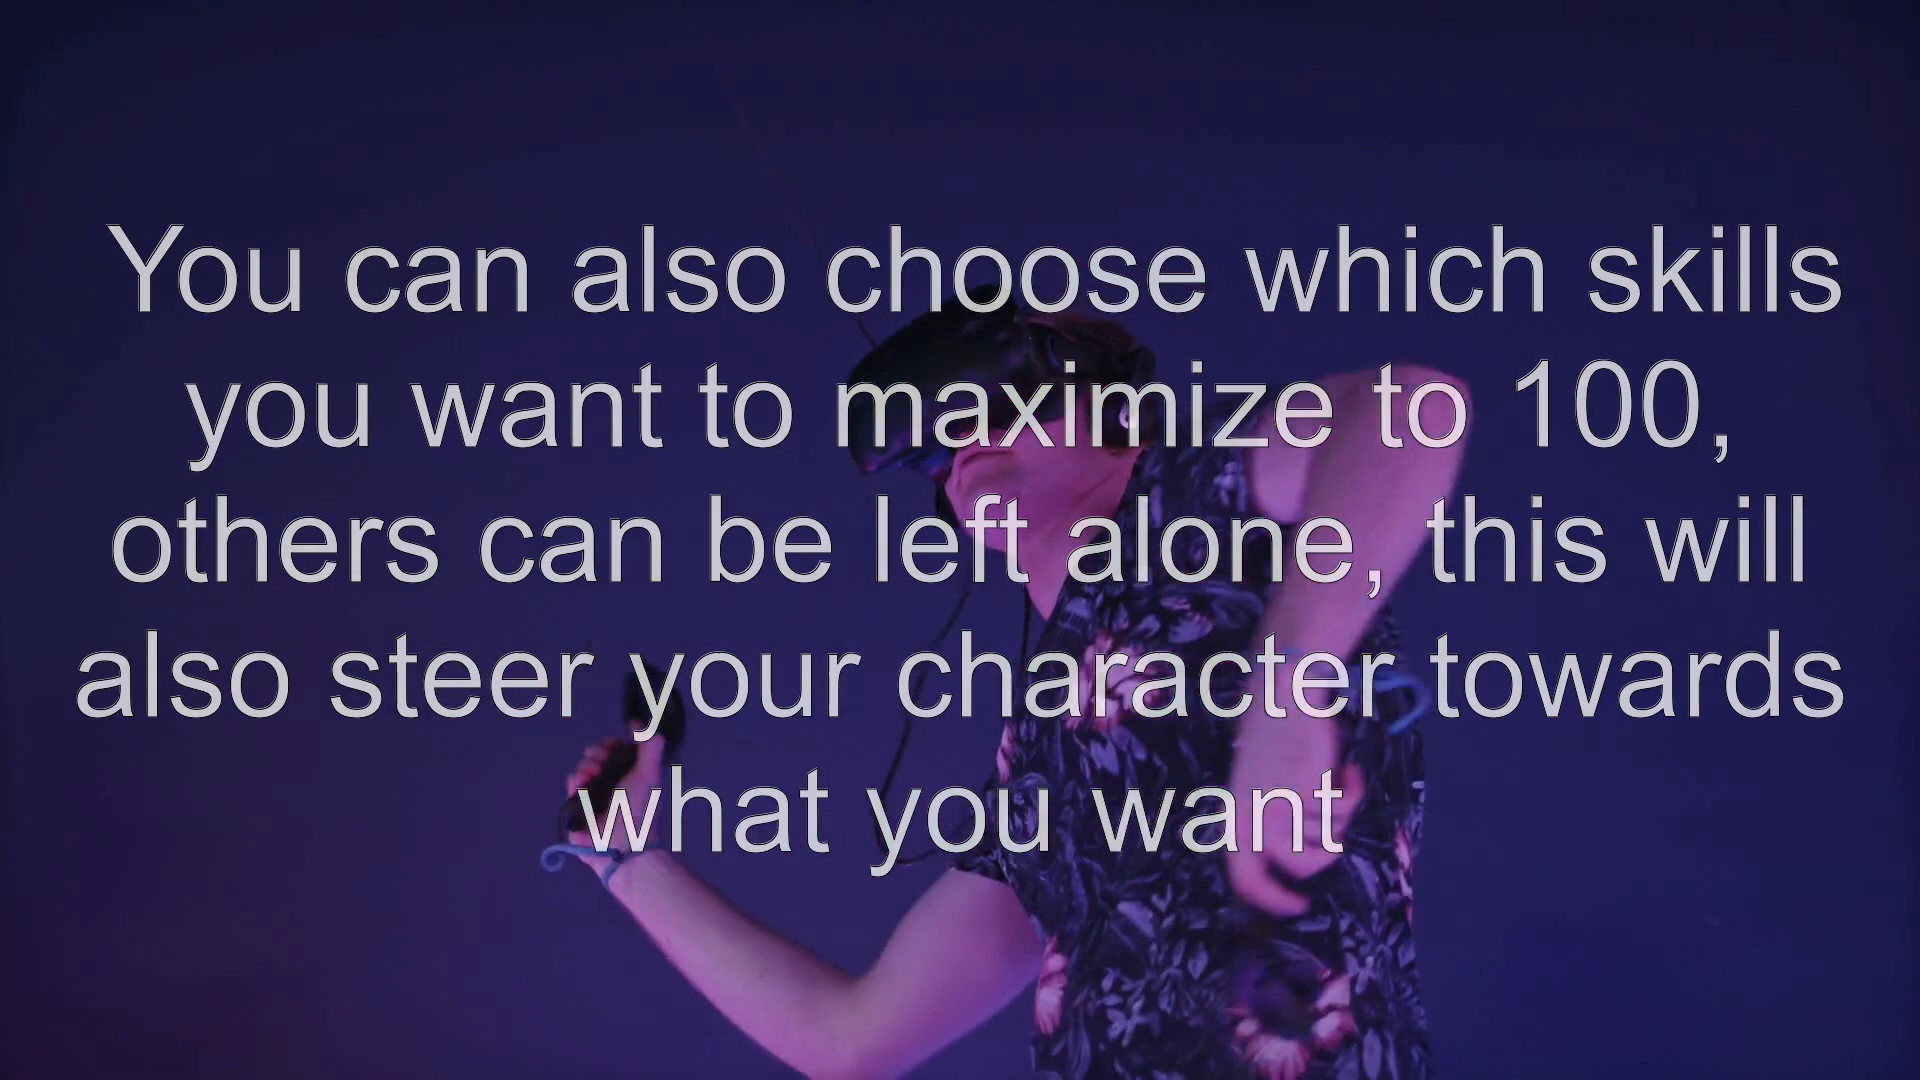 You can also choose which skills
you want to maximize to 100,
others can be left alone, this will
also steer your character towards
what you want